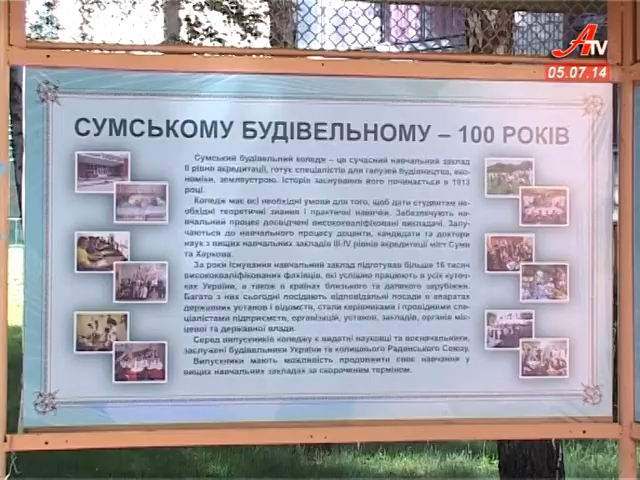 ATV
05.07.14
СУМСЬКОМУ БУДІВЕЛЬНОМУ – 100 РОКІВ
Сумський будівельний коледж – це сучасний навчальний заклад
ІІ рівня акредитації, готує спеціалістів для галузей будівництва, еко-
номіки, землеустрою. Історія заснування його починається в 1913
році.
Коледж має всі необхідні умови для того, щоб дати студентам не-
обхідні теоретичні знання і практичні навички. Забезпечують на-
вчальний процес досвідчені висококваліфіковані викладачі. Залу-
чаються до навчального процесу доценти, кандидати та доктори
наук з вищих навчальних закладів ІІІ-ІV рівнів акредитації міст Суми
та Харкова.
За роки існування навчальний заклад підготував більше 16 тисяч
висококваліфікованих фахівців, які успішно працюють в усіх куточ-
ках України, а також в країнах близького та далекого зарубіжжя.
Багато з них сьогодні посідають відповідальні посади в апаратах
державних установ і відомств, стали керівниками і провідними спе-
ціалістами підприємств, організацій, установ, закладів, органів міс-
цевої та державної влади.
Серед випускників коледжу є видатні науковці та воєначальники,
заслужені будівельники України та колишнього Радянського Союзу.
Випускники мають можливість продовжити своє навчання у
вищих навчальних закладах за скороченим терміном.